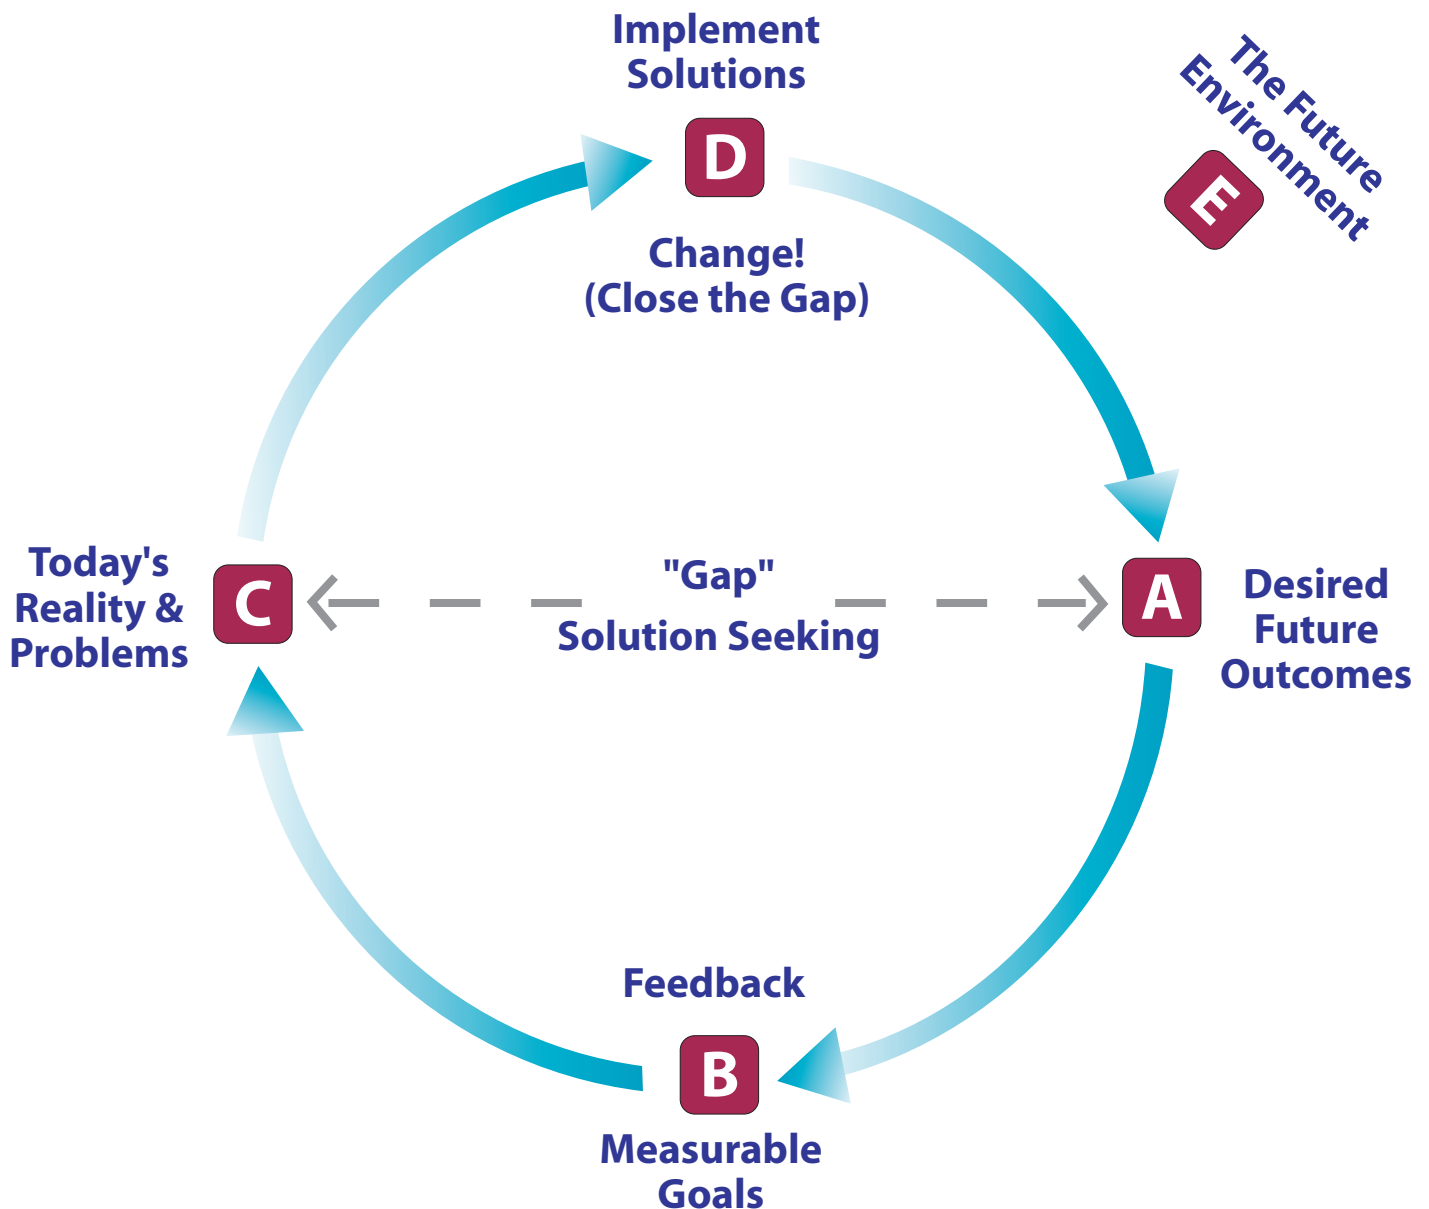 Implement
Solutions
D
Change!
(Close the Gap)
The Future
Environment
E
Today's
Reality &
Problems
C
"Gap"
Solution Seeking
A
Desired
Future
Outcomes
Feedback
B
Measurable
Goals